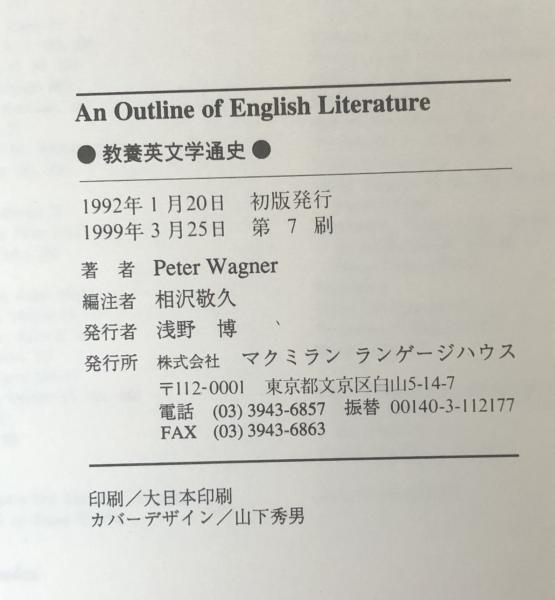 An Outline of English Literature
●教養英文学通史●
1992年1月20日　初版発行
1999年3月25日　第 7 刷
著　者　Peter Wagner
編注者　相沢敬久
発行者　浅野　博
発行所　株式会社　マクミラン ランゲージハウス
〒112-0001　東京都文京区白山5-14-7
電話　(03) 3943-6857　振替　00140-3-112177
FAX　(03) 3943-6863
印刷／大日本印刷
カバーデザイン／山下秀男